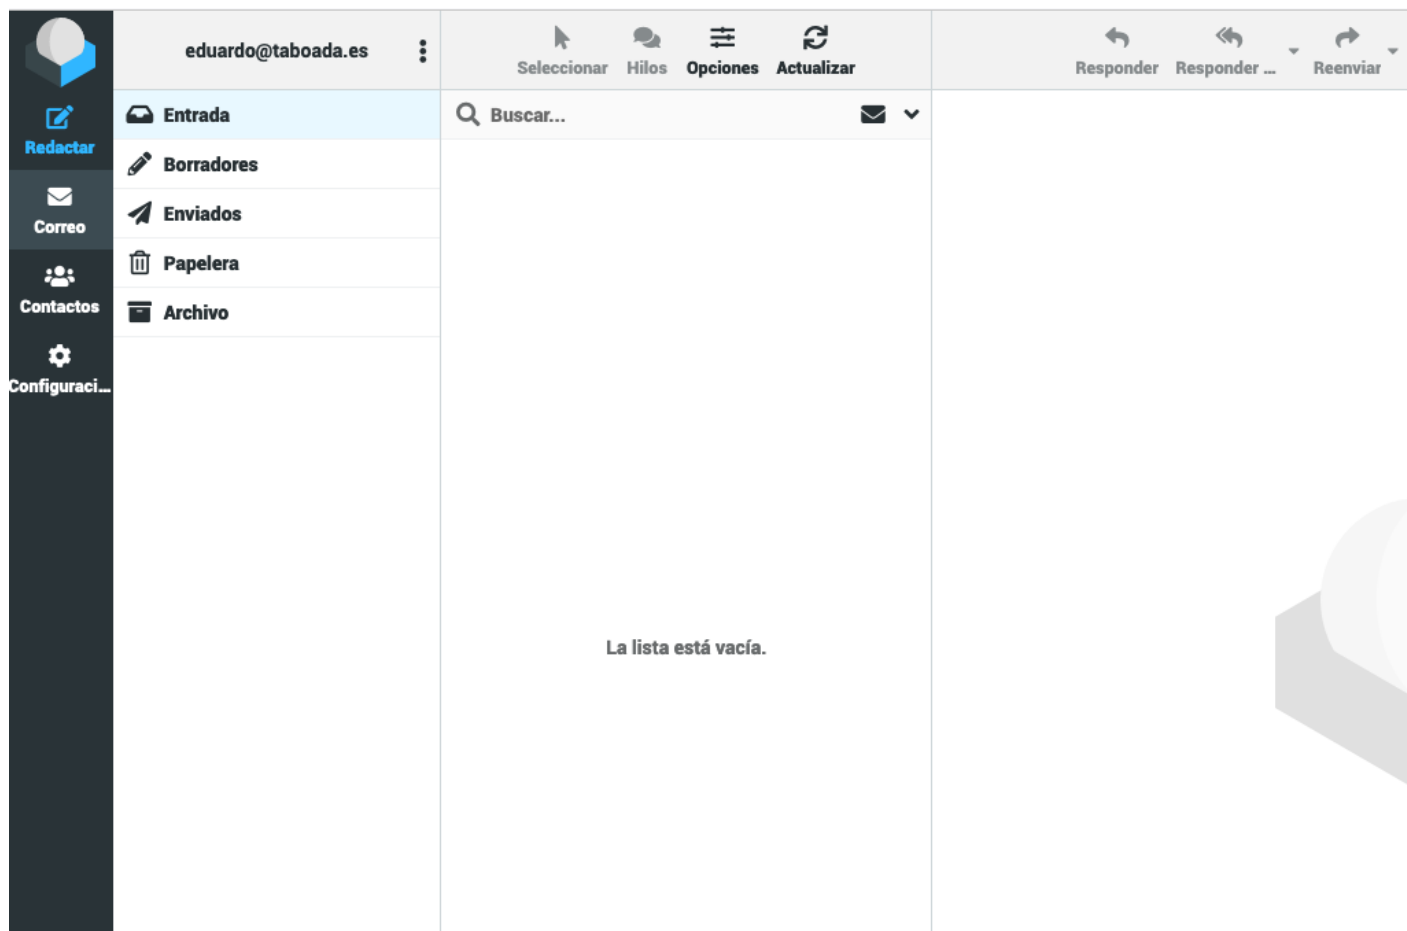 eduardo@taboada.es
Seleccionar Hilos Opciones Actualizar
Responder Responder ... Reenviar
Redactar
Correo
Contactos
Configuraci...
Entrada
Borradores
Enviados
Papelera
Archivo
Buscar...
La lista está vacía.